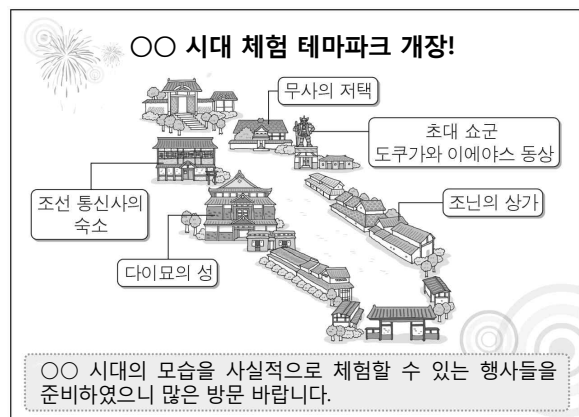 ○○ 시대 체험 테마파크 개장!
무사의 저택
초대 쇼군
도쿠가와 이에야스 동상
조선 통신사의
숙소
조닌의 상가
다이묘의 성
○○ 시대의 모습을 사실적으로 체험할 수 있는 행사들을
준비하였으니 많은 방문 바랍니다.